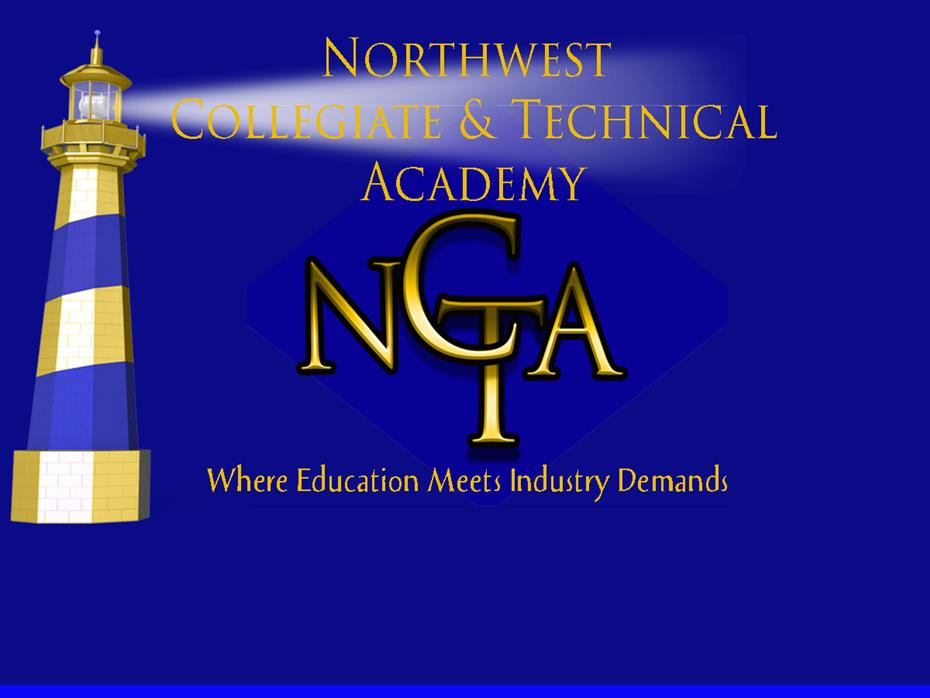 Northwest
Collegiate & Technical
Academy
NCTA
Where Education Meets Industry Demands